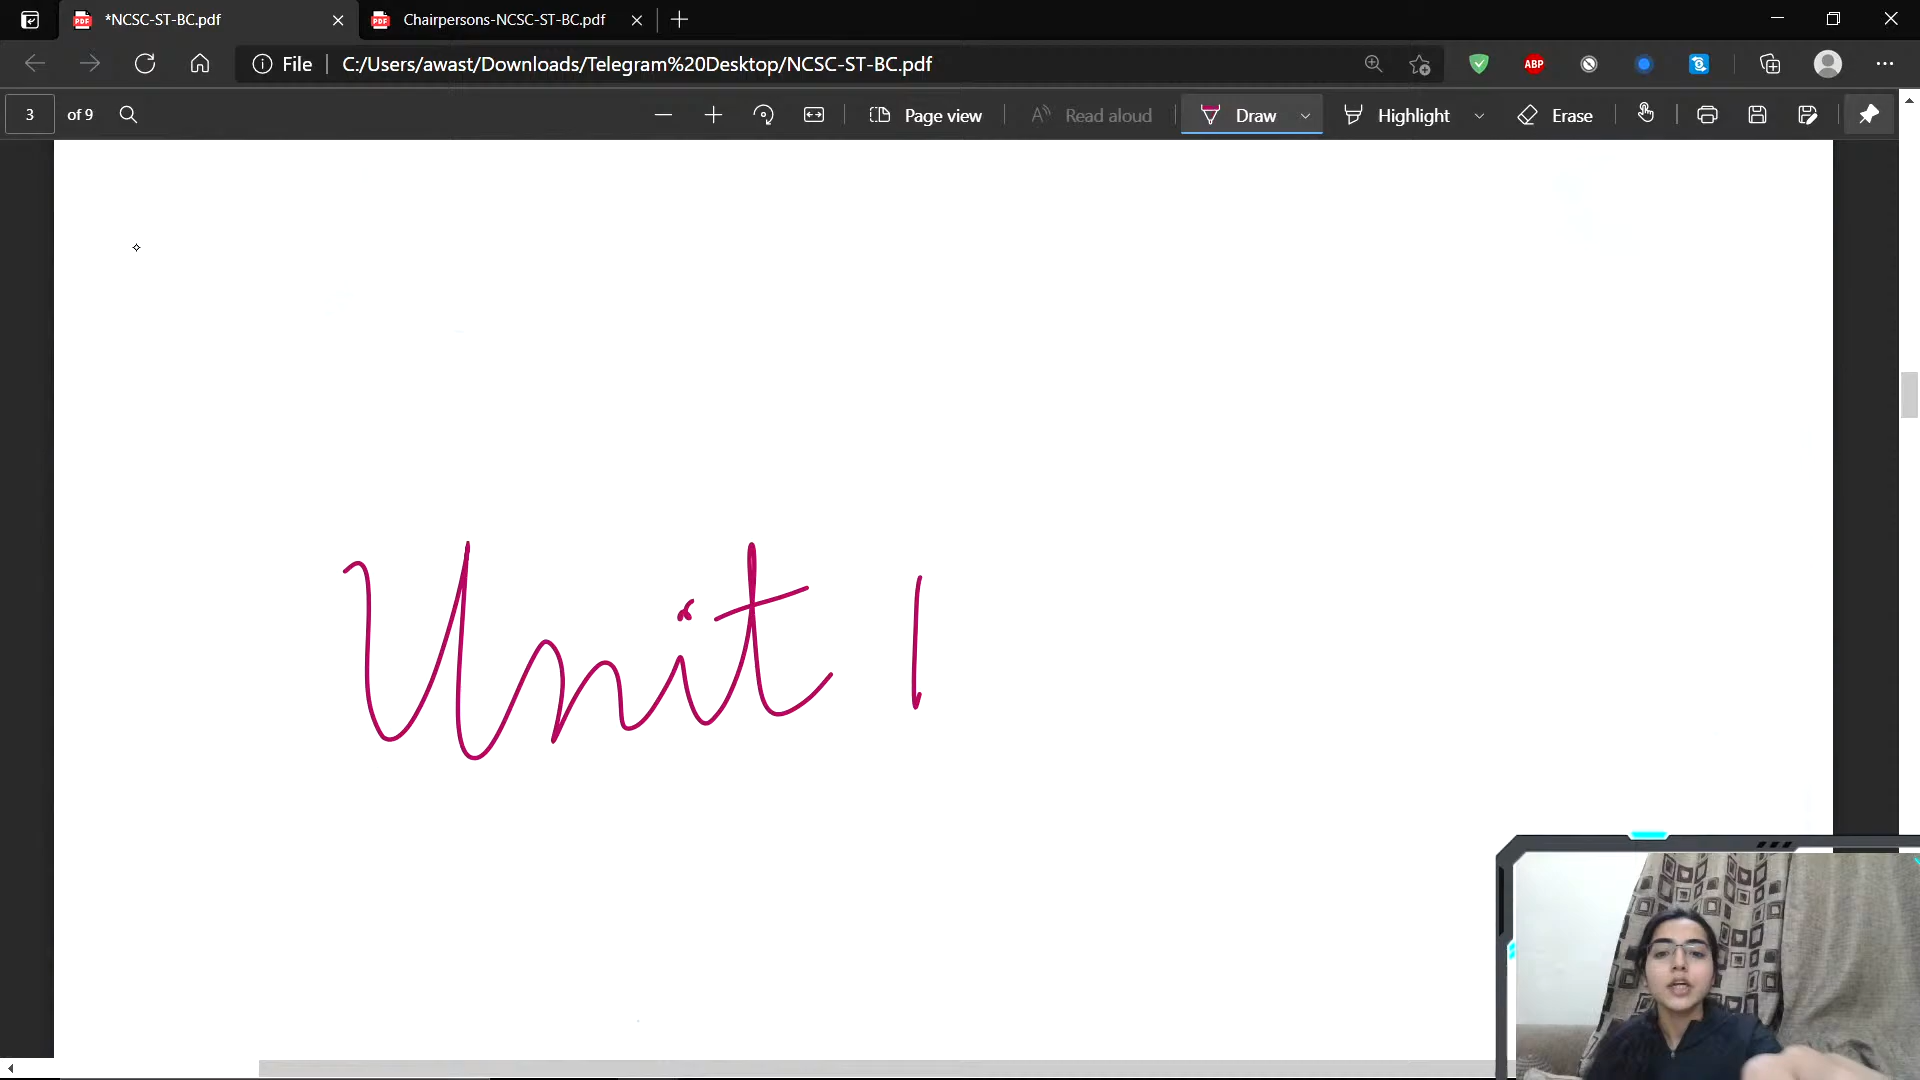 *NCSC-ST-BC.pdf
Chairpersons-NCSC-ST-BC.pdf
File
C:/Users/awast/Downloads/Telegram%20Desktop/NCSC-ST-BC.pdf
ABP
3 of 9
Page view
Read aloud
Draw
Highlight
Erase
Unit 1